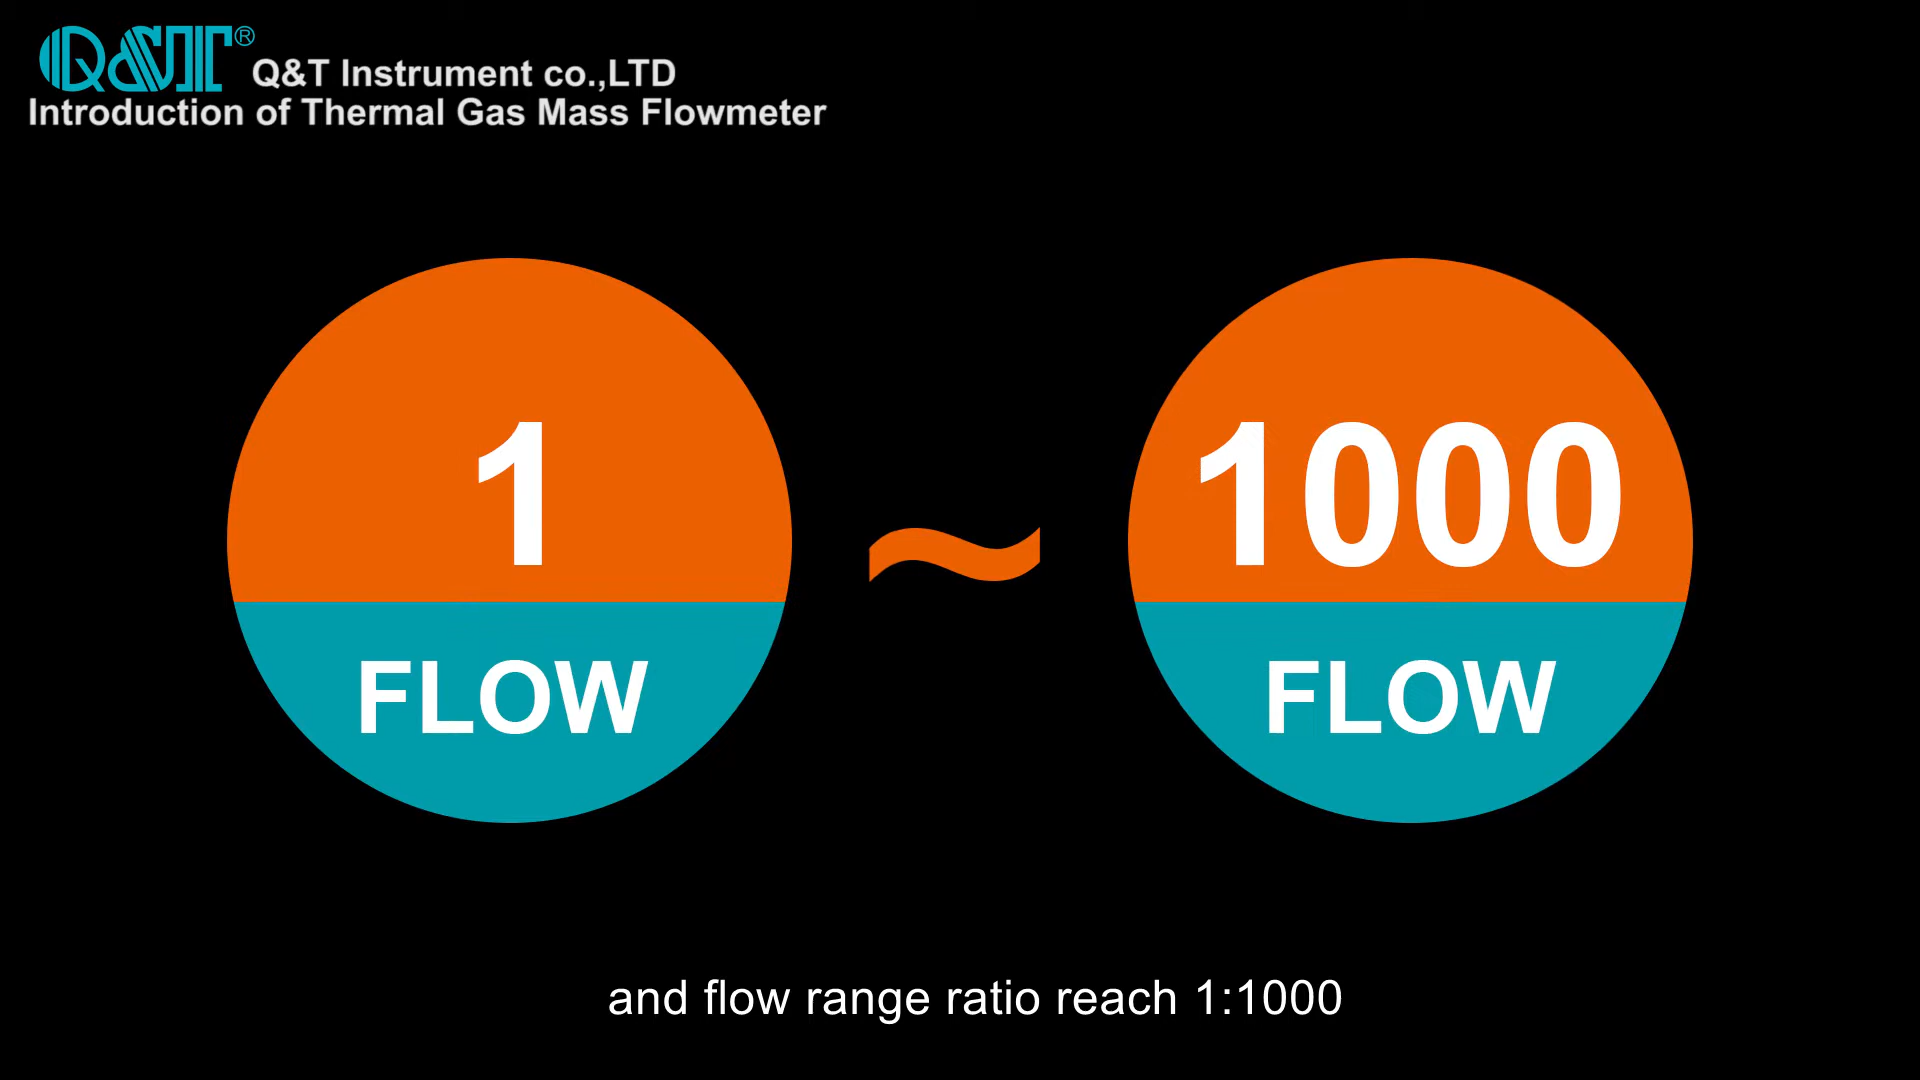 Q&T® Q&T Instrument co.,LTD
Introduction of Thermal Gas Mass Flowmeter
1 ~ 1000
FLOW FLOW
and flow range ratio reach 1:1000